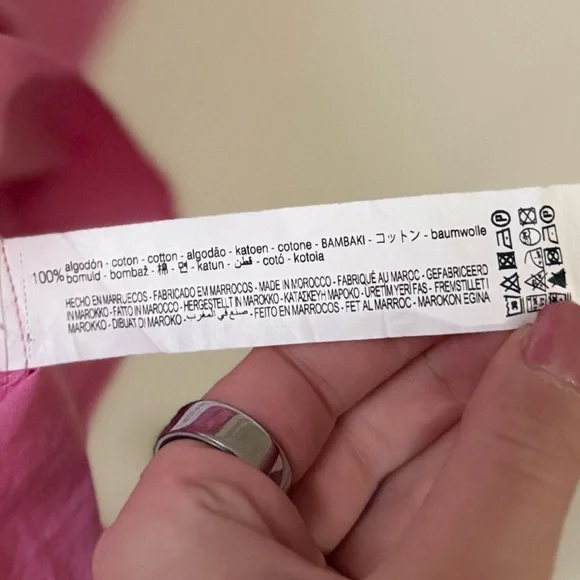 100% algodón - coton - cotton - algodão - katoen - cotone - BAMBAKI - コットン - baumwolle
bomuld - bombaž - 棉 - 면 - katun - قطن - cotó - kotoia
HECHO EN MARRUECOS - FABRICADO EM MARROCOS - MADE IN MOROCCO - FABRIQUÉ AU MAROC - GEFABRICEERD
IN MAROKKO - FATTO IN MAROCCO - HERGESTELLT IN MAROKKO - ΚΑΤΑΣΚΕΥΗ ΜΑΡΟΚΟ - ÜRETIM YERI FAS - FREMSTILLET I
MAROKKO - DIBUAT DI MAROKO - صنع في المغرب - FEITO EN MARROCOS - FET AL MARROC - MAROKON EGINA